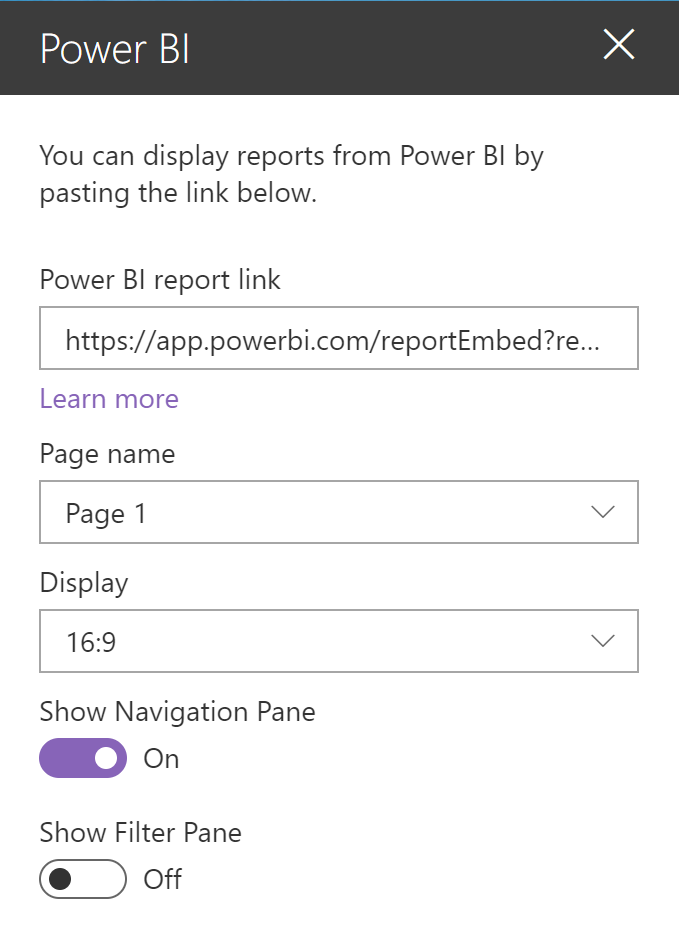 Power BI
You can display reports from Power BI by
pasting the link below.
Power BI report link
https://app.powerbi.com/reportEmbed?re...
Learn more
Page name
Page 1
Display
16:9
Show Navigation Pane
On
Show Filter Pane
Off